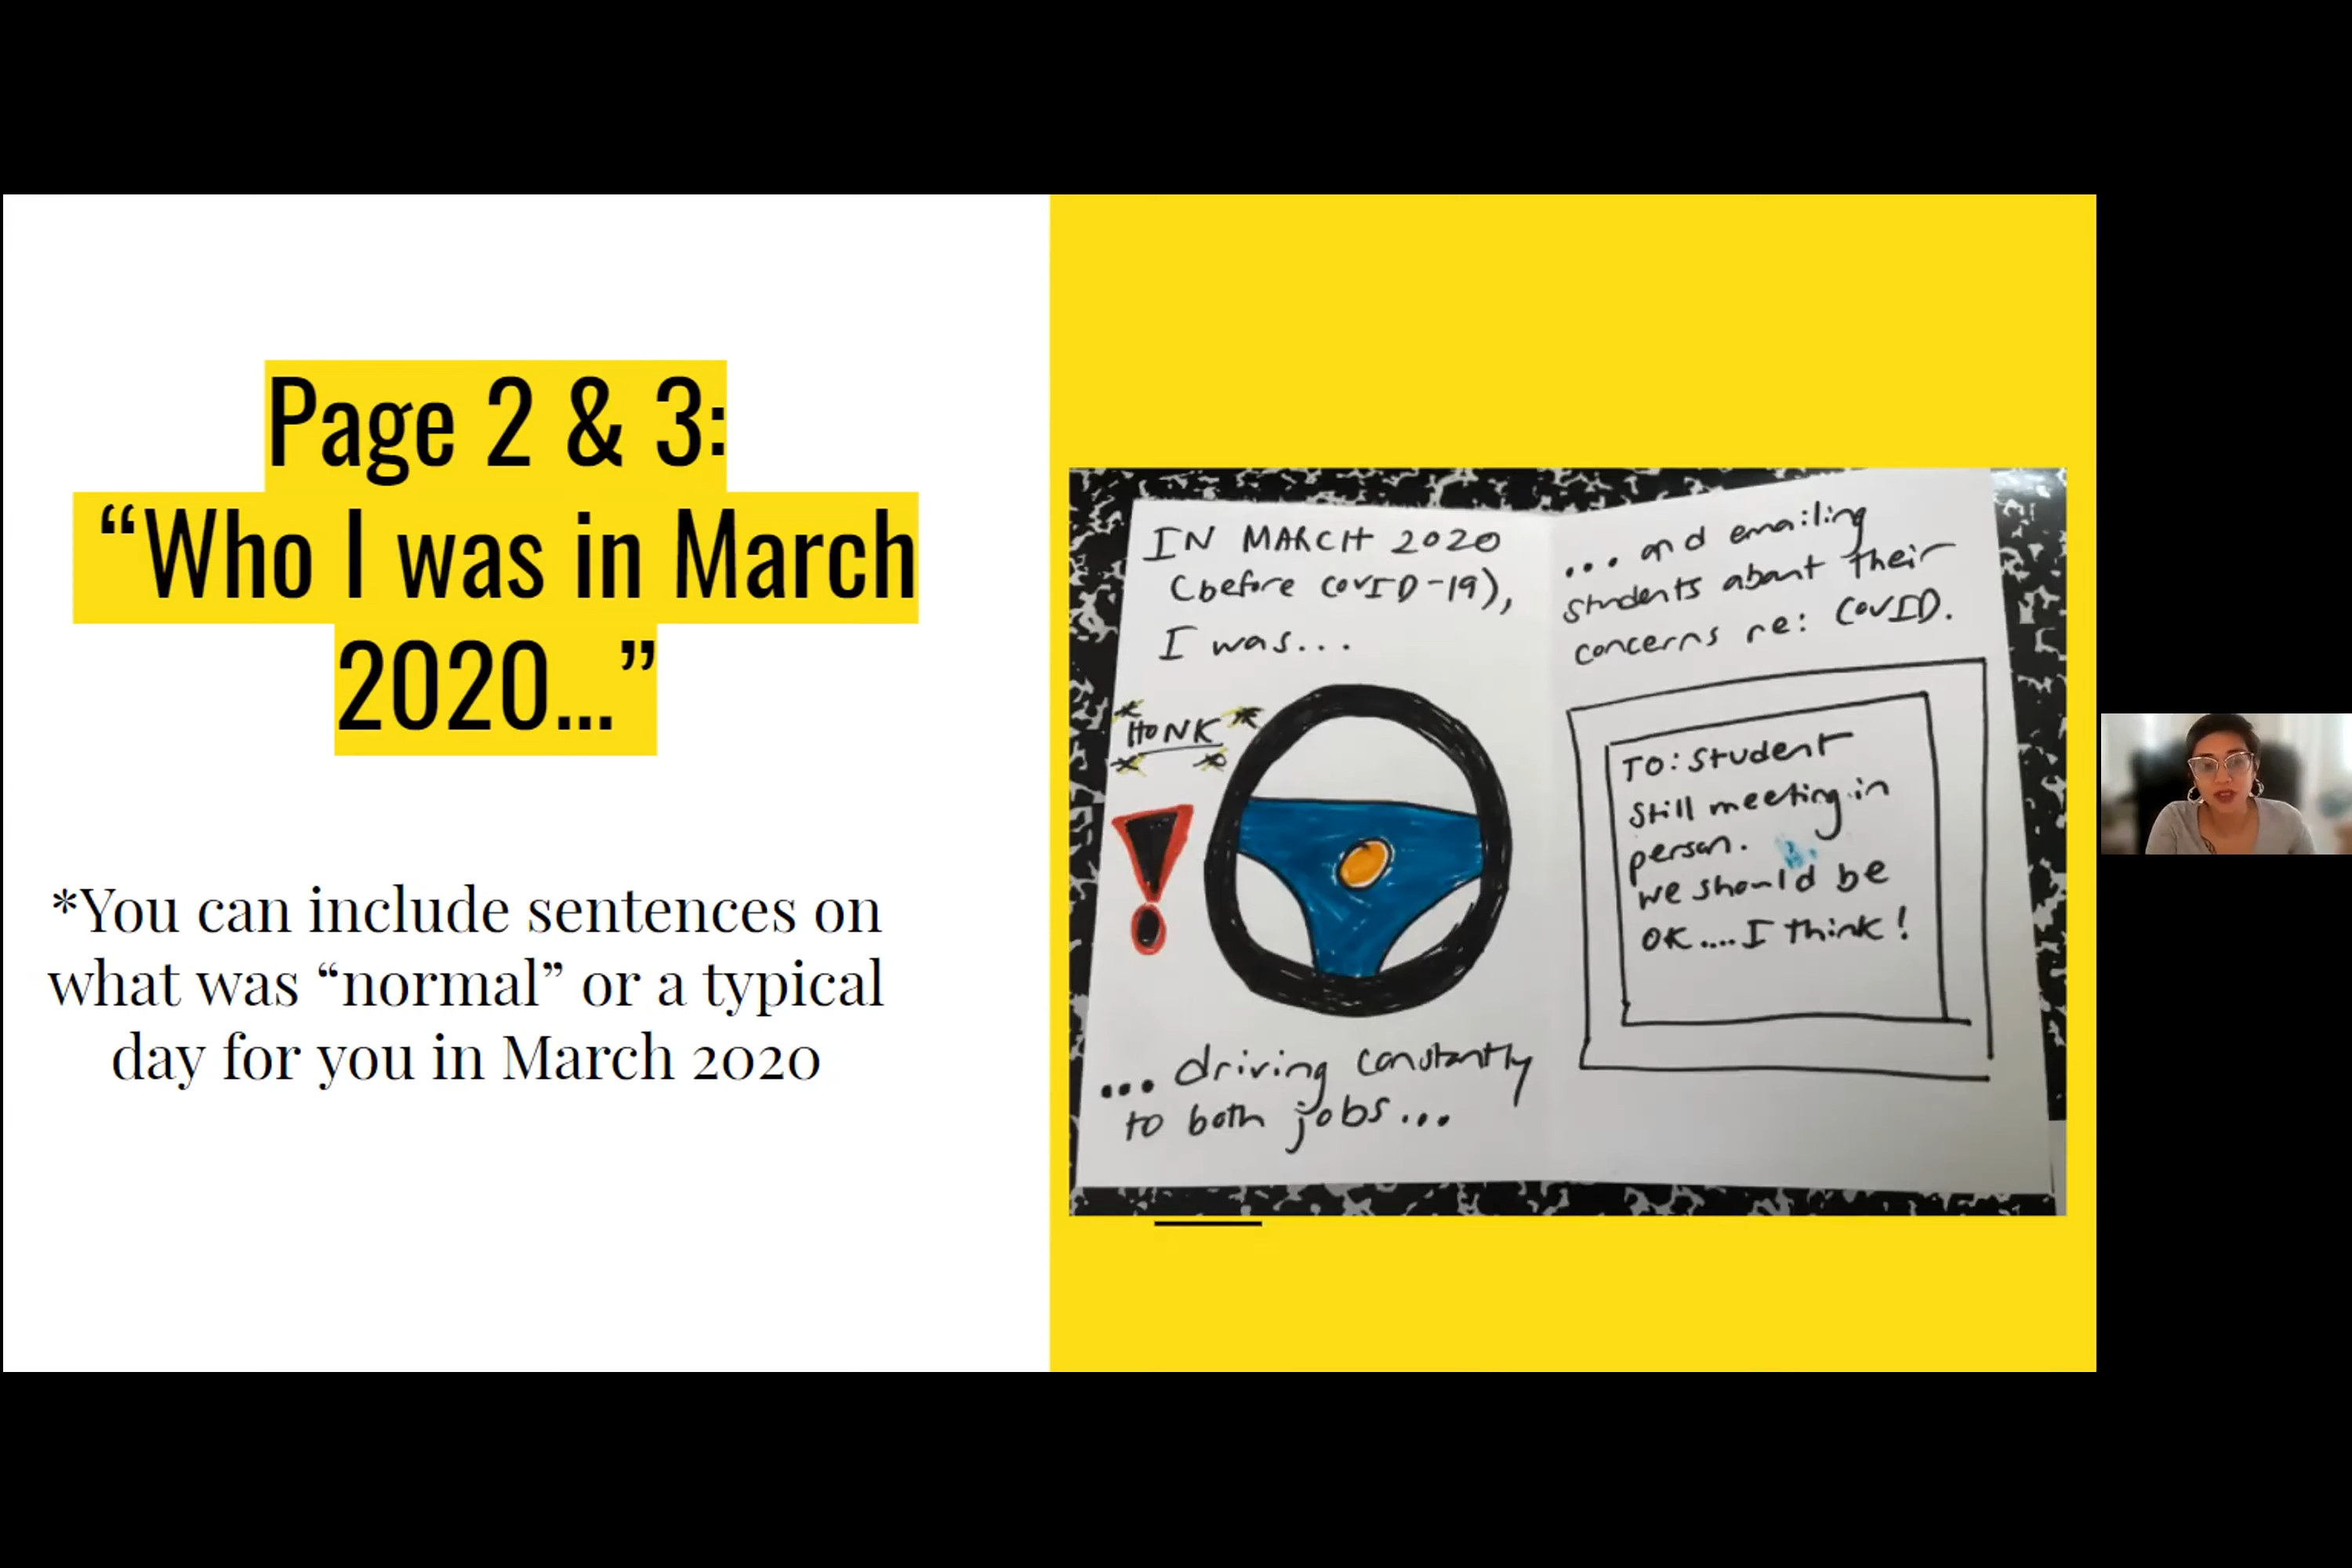 Page 2 & 3:
“Who I was in March
2020...”
*You can include sentences on
what was “normal” or a typical
day for you in March 2020
IN MARCH 2020
(before COVID-19),
I was...
HONK
... driving constantly
to both jobs...
... and emailing
students about their
concerns re: COVID.
TO: Student
Still meeting in
person.
we should be
OK.... I think!